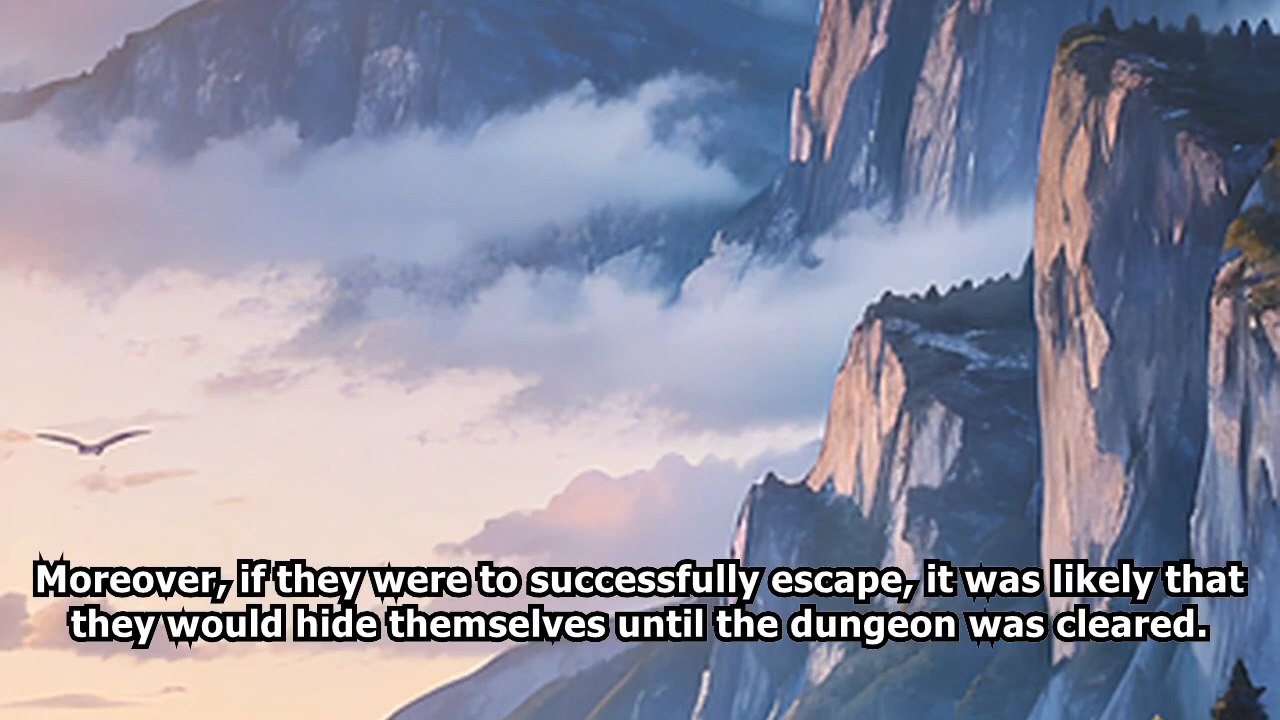 Moreover, if they were to successfully escape, it was likely that
they would hide themselves until the dungeon was cleared.